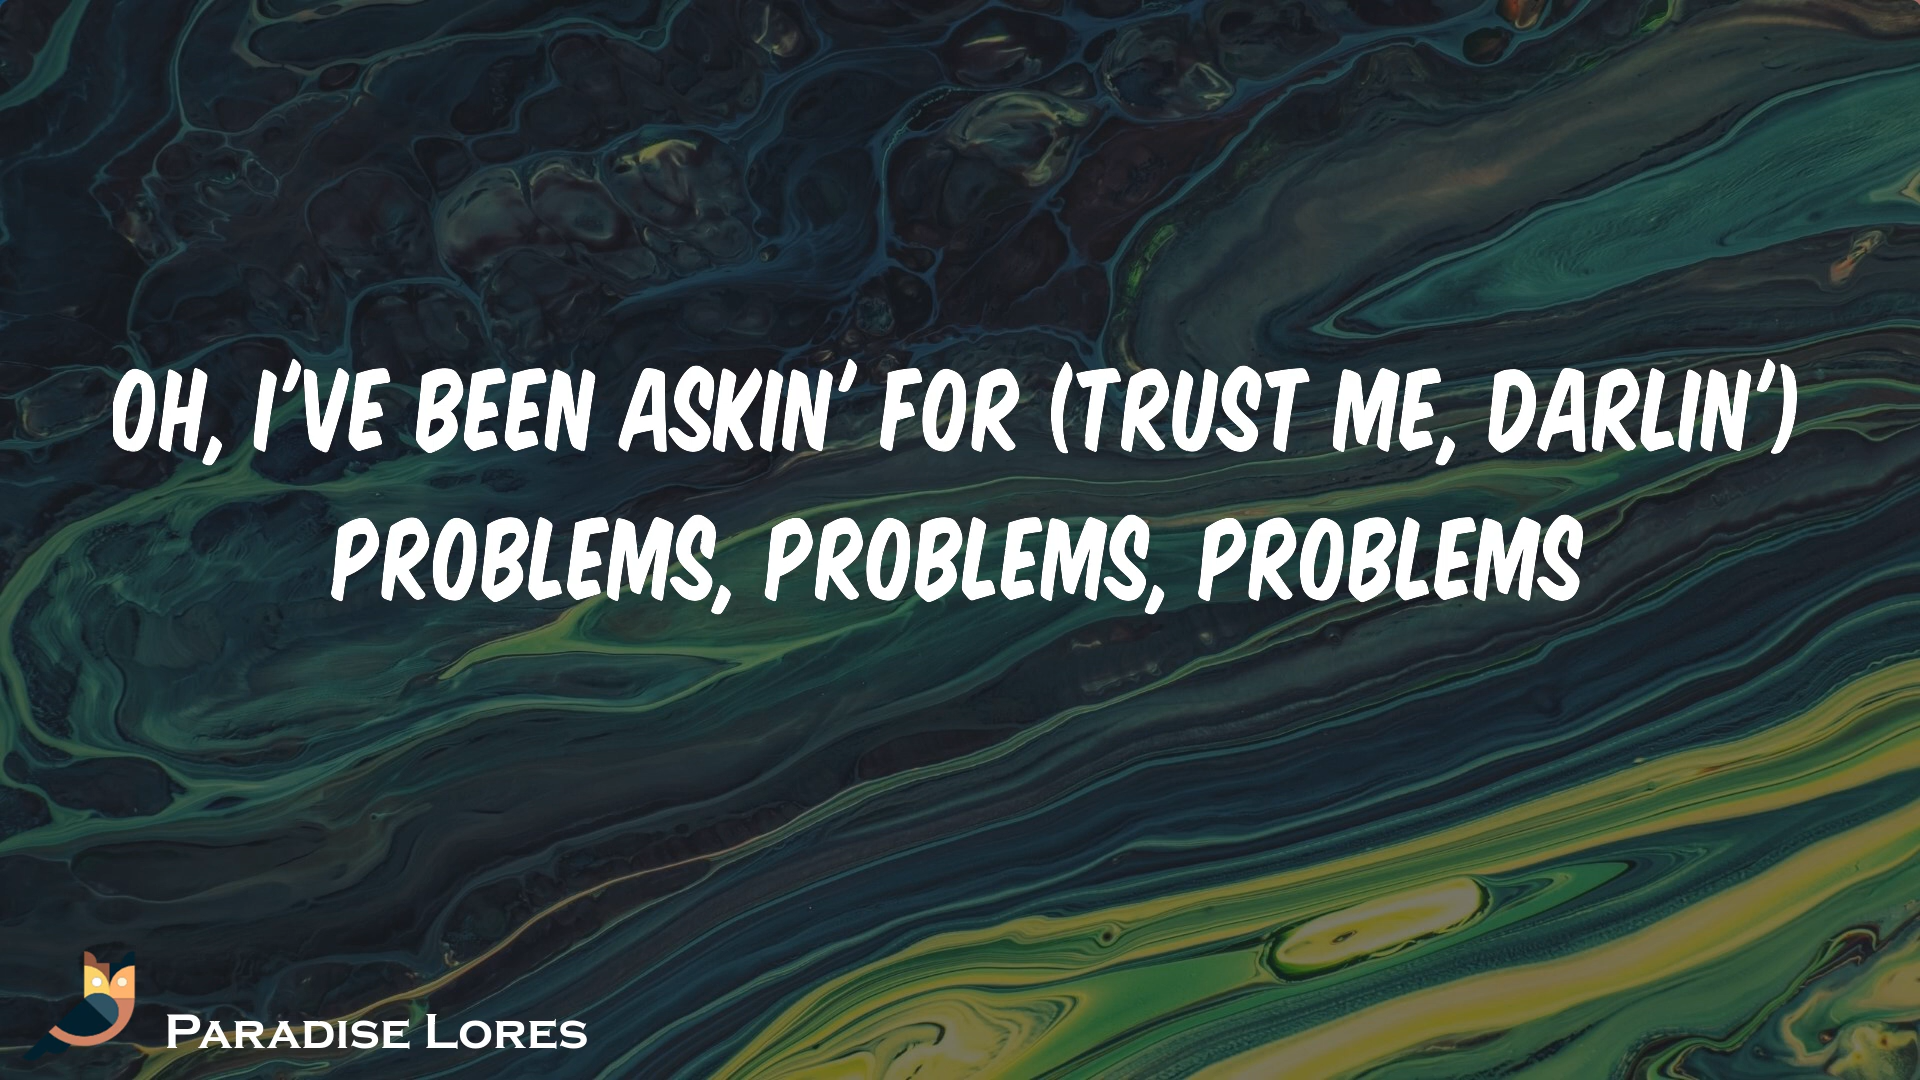 OH, I'VE BEEN ASKIN' FOR (TRUST ME, DARLIN')
PROBLEMS, PROBLEMS, PROBLEMS
PARADISE LORES